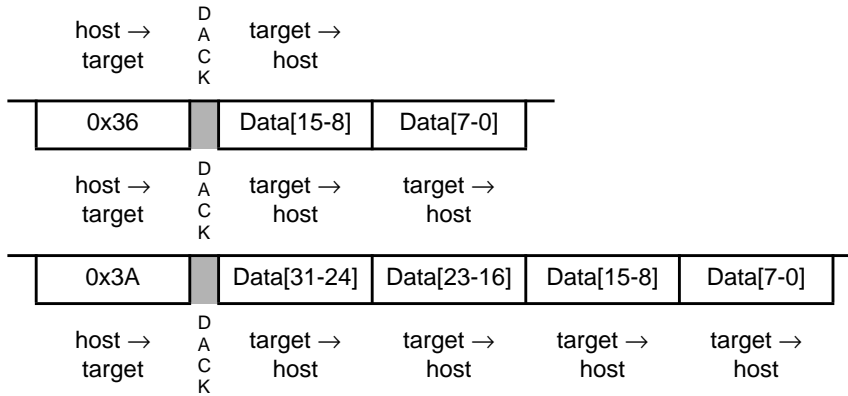 host → D A C K target →
target host
0x36 Data[15-8] Data[7-0]
host → D A C K target → target →
target host host
0x3A Data[31-24] Data[23-16] Data[15-8] Data[7-0]
host → D A C K target → target → target → target →
target host host host host